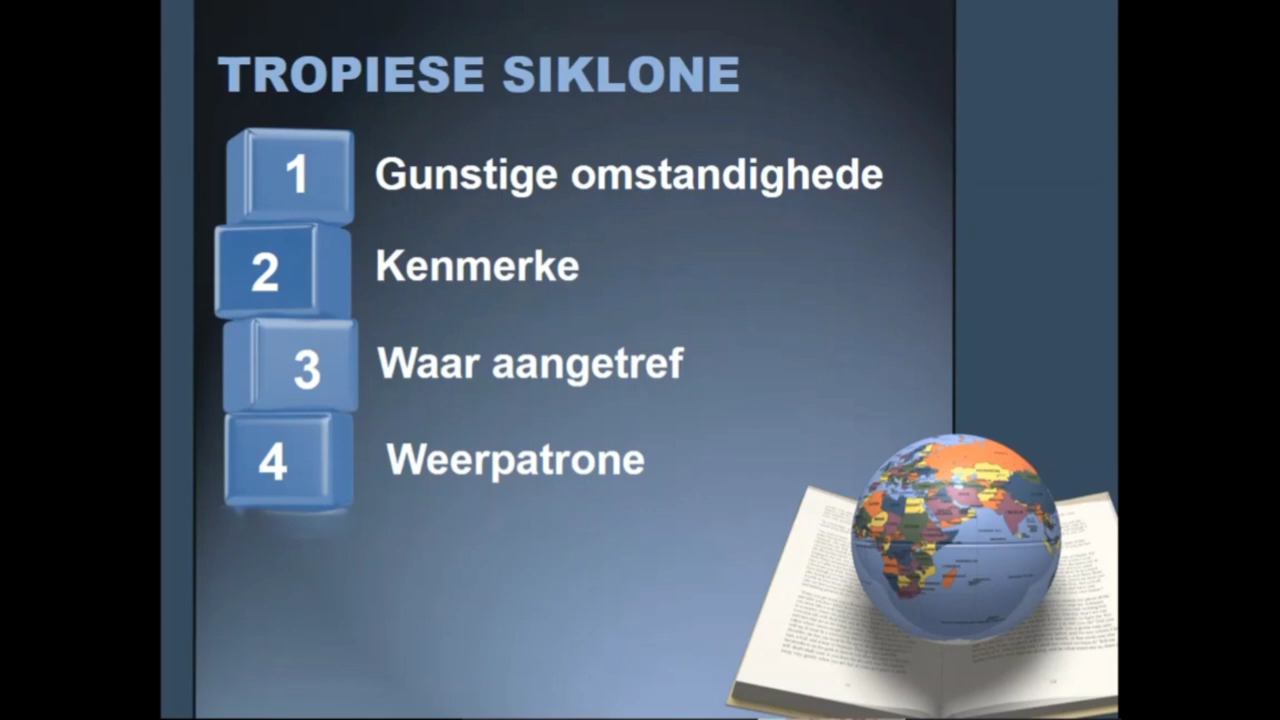 TROPIESE SIKLONE
1 Gunstige omstandighede
2 Kenmerke
3 Waar aangetref
4 Weerpatrone